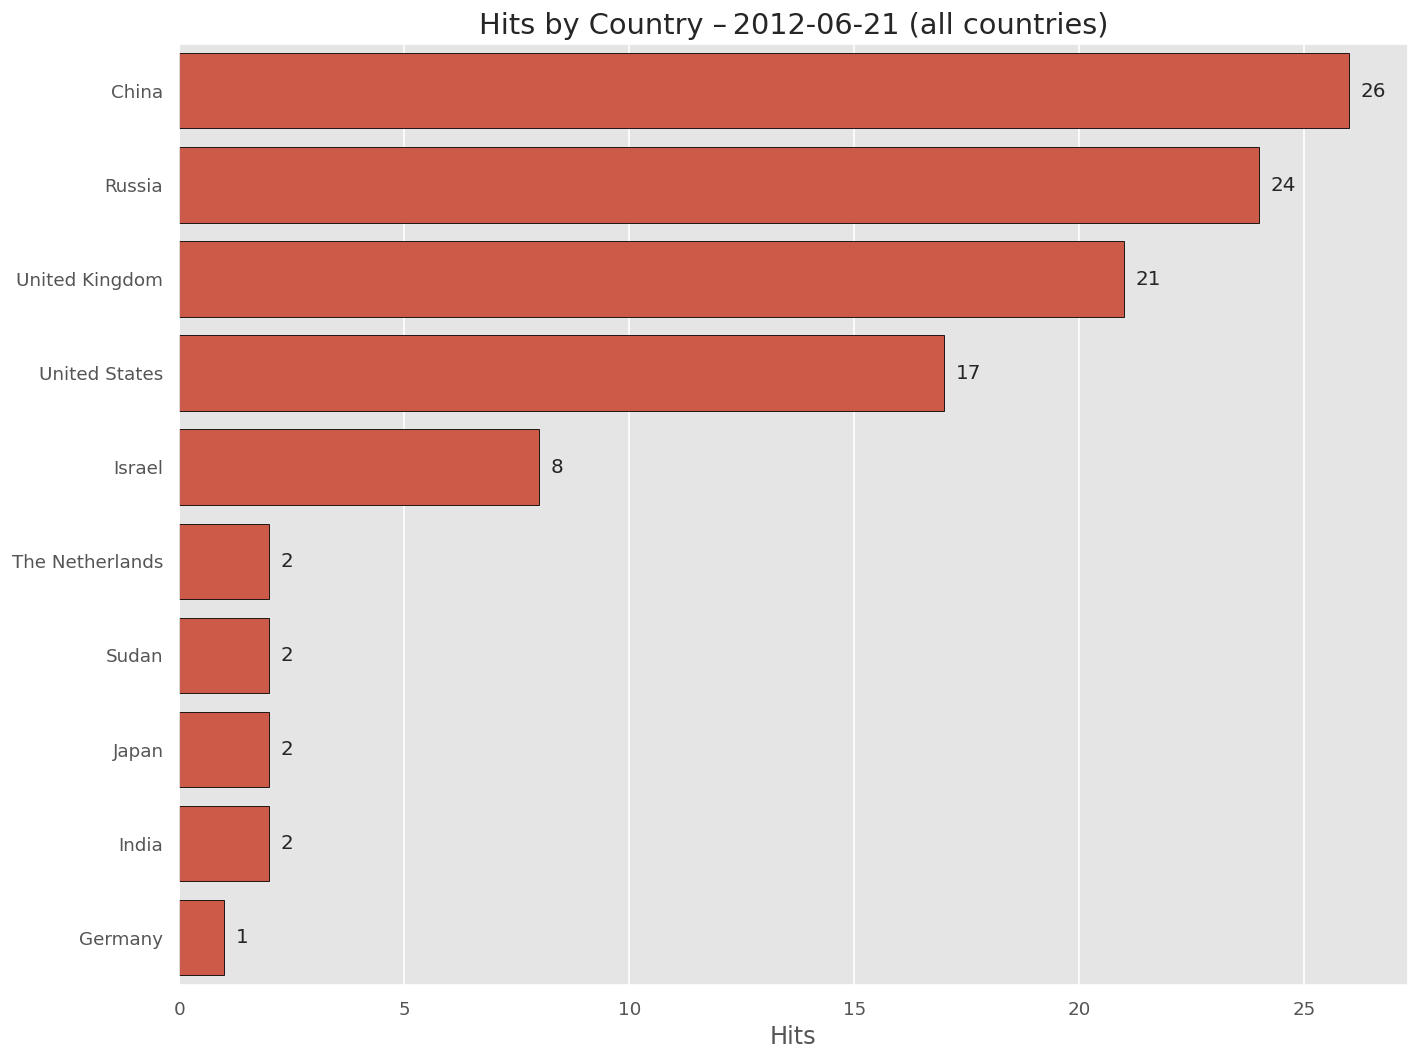 Hits by Country – 2012-06-21 (all countries)
China 26
Russia 24
United Kingdom 21
United States 17
Israel 8
The Netherlands 2
Sudan 2
Japan 2
India 2
Germany 1
0 5 10 15 20 25
Hits